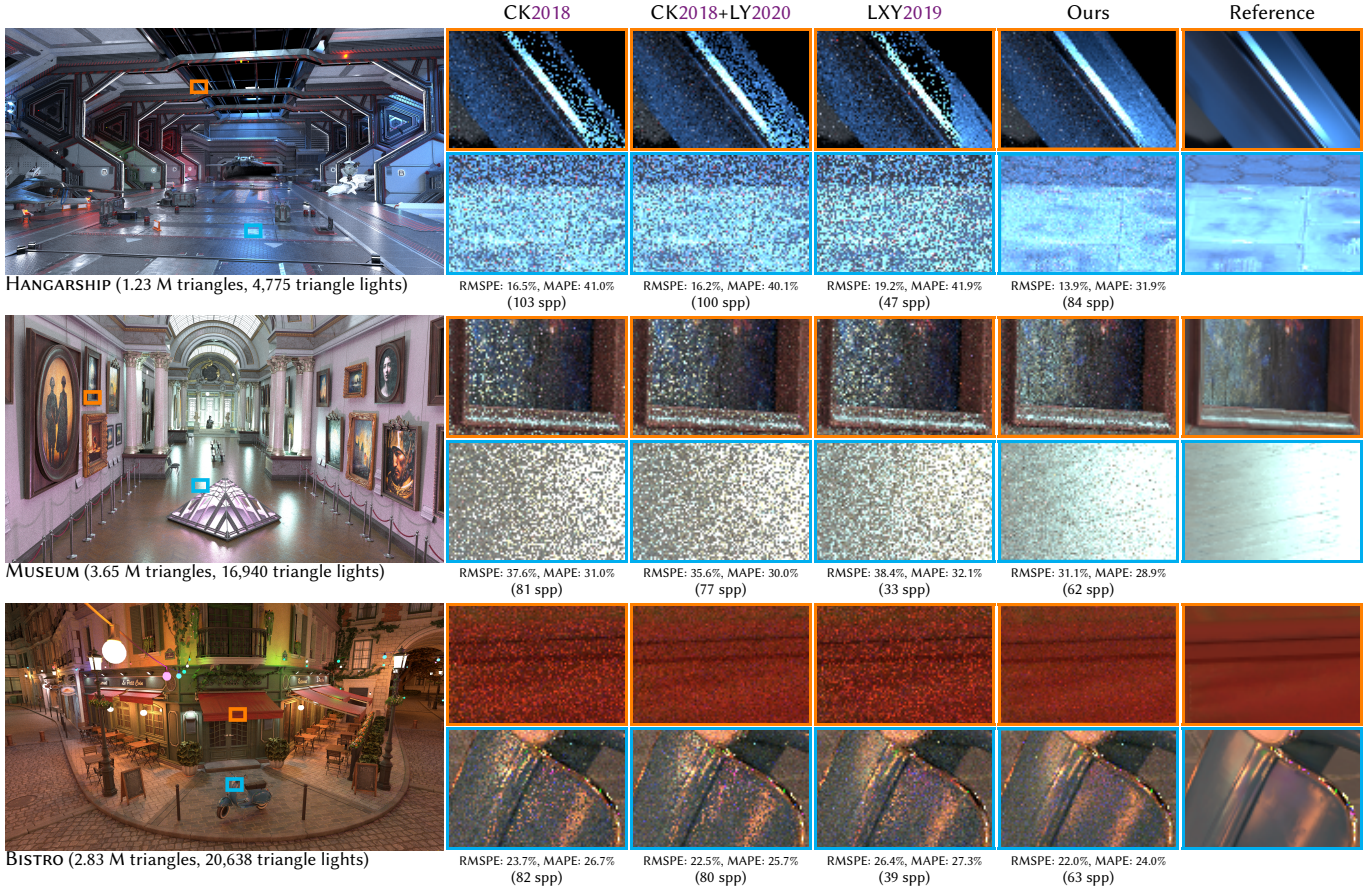 CK2018 CK2018+LY2020 LXY2019 Ours Reference
HANGARSHIP (1.23 M triangles, 4,775 triangle lights)
RMSPE: 16.5%, MAPE: 41.0% RMSPE: 16.2%, MAPE: 40.1% RMSPE: 19.2%, MAPE: 41.9% RMSPE: 13.9%, MAPE: 31.9%
(103 spp) (100 spp) (47 spp) (84 spp)
MUSEUM (3.65 M triangles, 16,940 triangle lights)
RMSPE: 37.6%, MAPE: 31.0% RMSPE: 35.6%, MAPE: 30.0% RMSPE: 38.4%, MAPE: 32.1% RMSPE: 31.1%, MAPE: 28.9%
(81 spp) (77 spp) (33 spp) (62 spp)
Le Petit Coin
BISTRO (2.83 M triangles, 20,638 triangle lights)
RMSPE: 23.7%, MAPE: 26.7% RMSPE: 22.5%, MAPE: 25.7% RMSPE: 26.4%, MAPE: 27.3% RMSPE: 22.0%, MAPE: 24.0%
(82 spp) (80 spp) (39 spp) (63 spp)